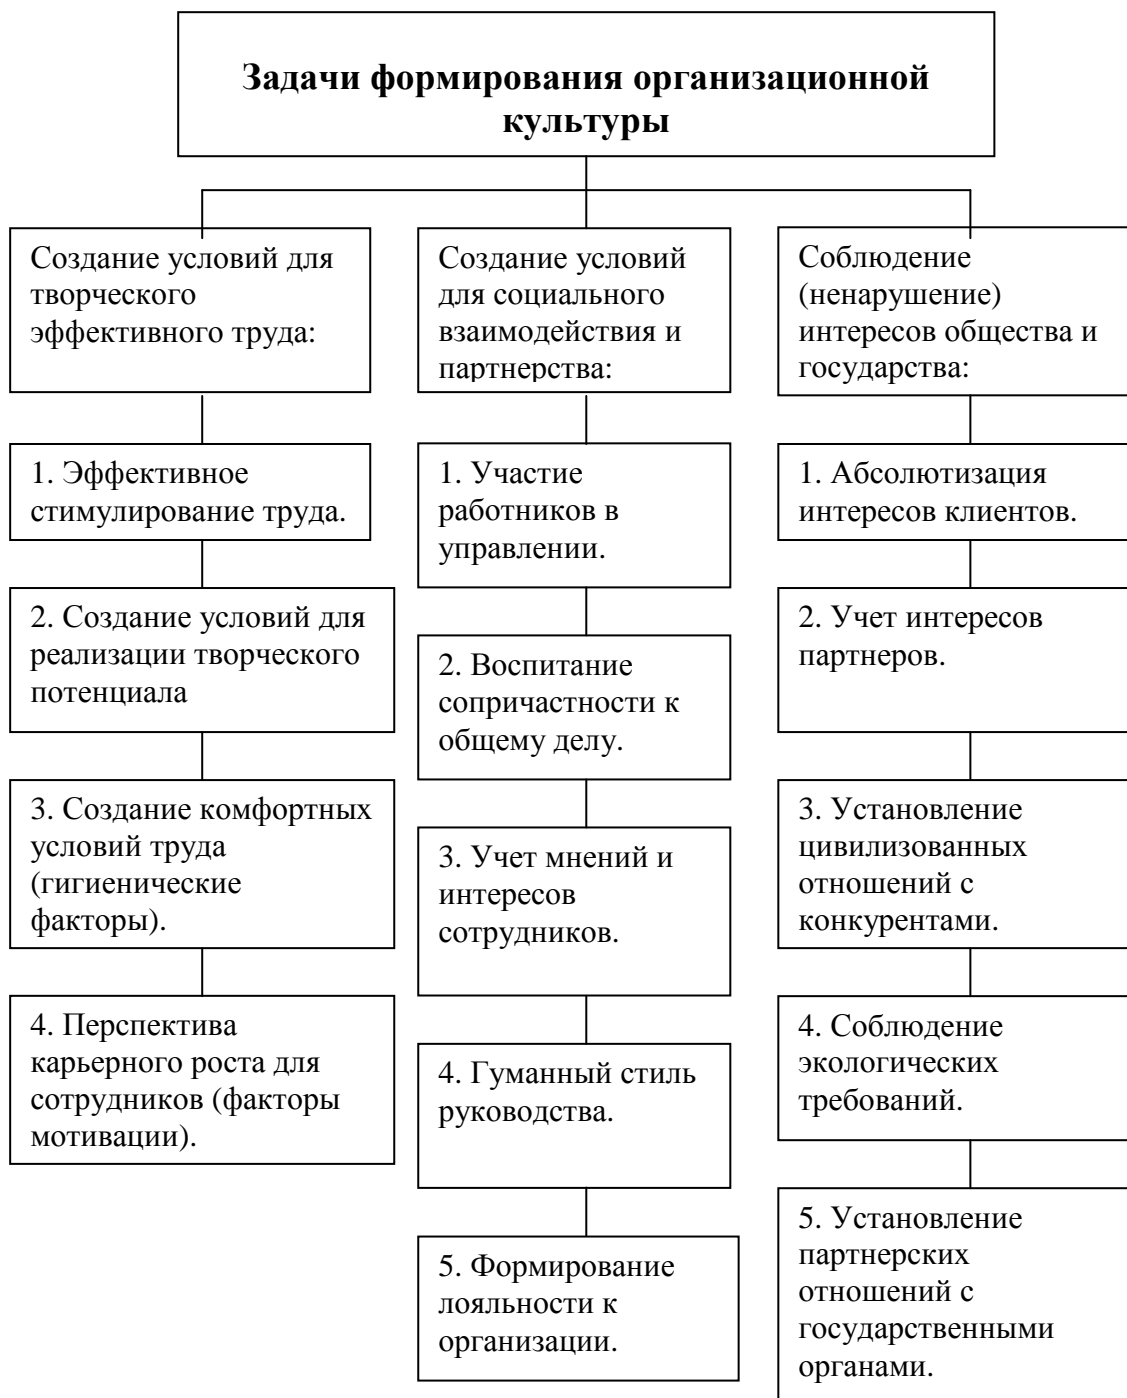 Задачи формирования организационной
культуры
Создание условий для
творческого
эффективного труда:
1. Эффективное
стимулирование труда.
2. Создание условий для
реализации творческого
потенциала
3. Создание комфортных
условий труда
(гигиенические
факторы).
4. Перспектива
карьерного роста для
сотрудников (факторы
мотивации).
Создание условий
для социального
взаимодействия и
партнерства:
1. Участие
работников в
управлении.
2. Воспитание
сопричастности к
общему делу.
3. Учет мнений и
интересов
сотрудников.
4. Гуманный стиль
руководства.
5. Формирование
лояльности к
организации.
Соблюдение
(ненарушение)
интересов общества и
государства:
1. Абсолютизация
интересов клиентов.
2. Учет интересов
партнеров.
3. Установление
цивилизованных
отношений с
конкурентами.
4. Соблюдение
экологических
требований.
5. Установление
партнерских
отношений с
государственными
органами.